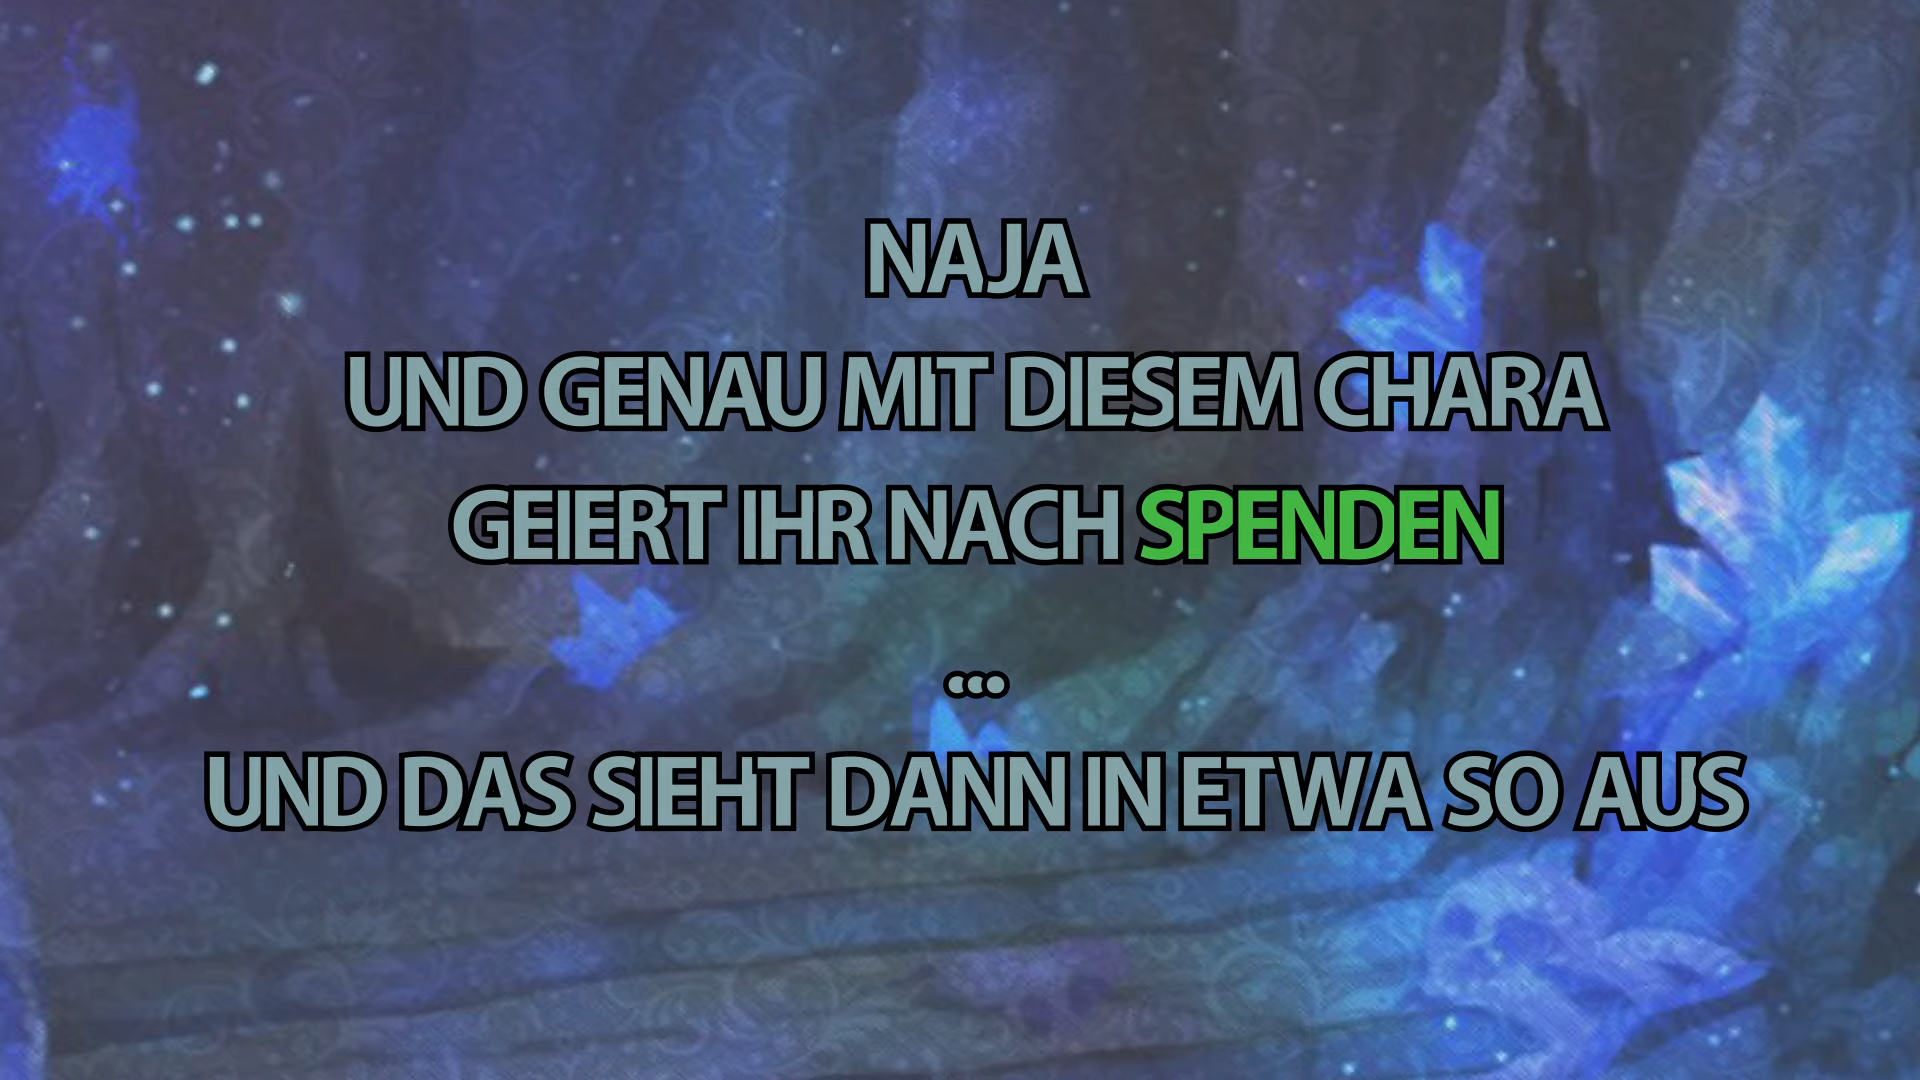 NAJA
UND GENAU MIT DIESEM CHARA
GEIERT IHR NACH SPENDEN
...
UND DAS SIEHT DANN IN ETWA SO AUS